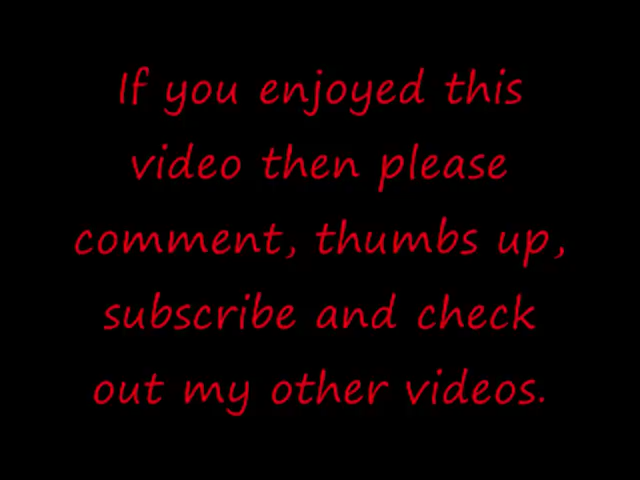 If you enjoyed this
video then please
comment, thumbs up,
subscribe and check
out my other videos.